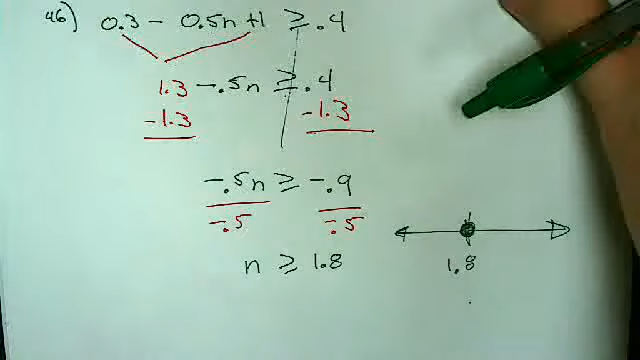 46) 0.3 - 0.5n + 1 ≥ .4
1.3 - .5n ≥ .4
-1.3 -1.3
-.5n ≥ -.9
-.5 -.5
n ≥ 1.8
1.8